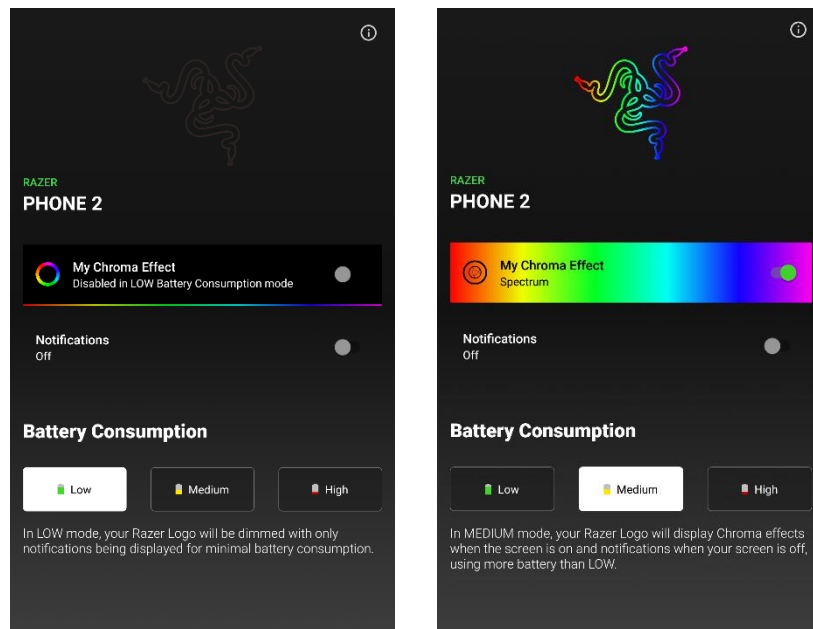 RAZER
PHONE 2
My Chroma Effect
Disabled in LOW Battery Consumption mode
Notifications
Off
Battery Consumption
Low
Medium
High
In LOW mode, your Razer Logo will be dimmed with only
notifications being displayed for minimal battery consumption.
RAZER
PHONE 2
My Chroma Effect
Spectrum
Notifications
Off
Battery Consumption
Low
Medium
High
In MEDIUM mode, your Razer Logo will display Chroma effects
when the screen is on and notifications when your screen is off,
using more battery than LOW.